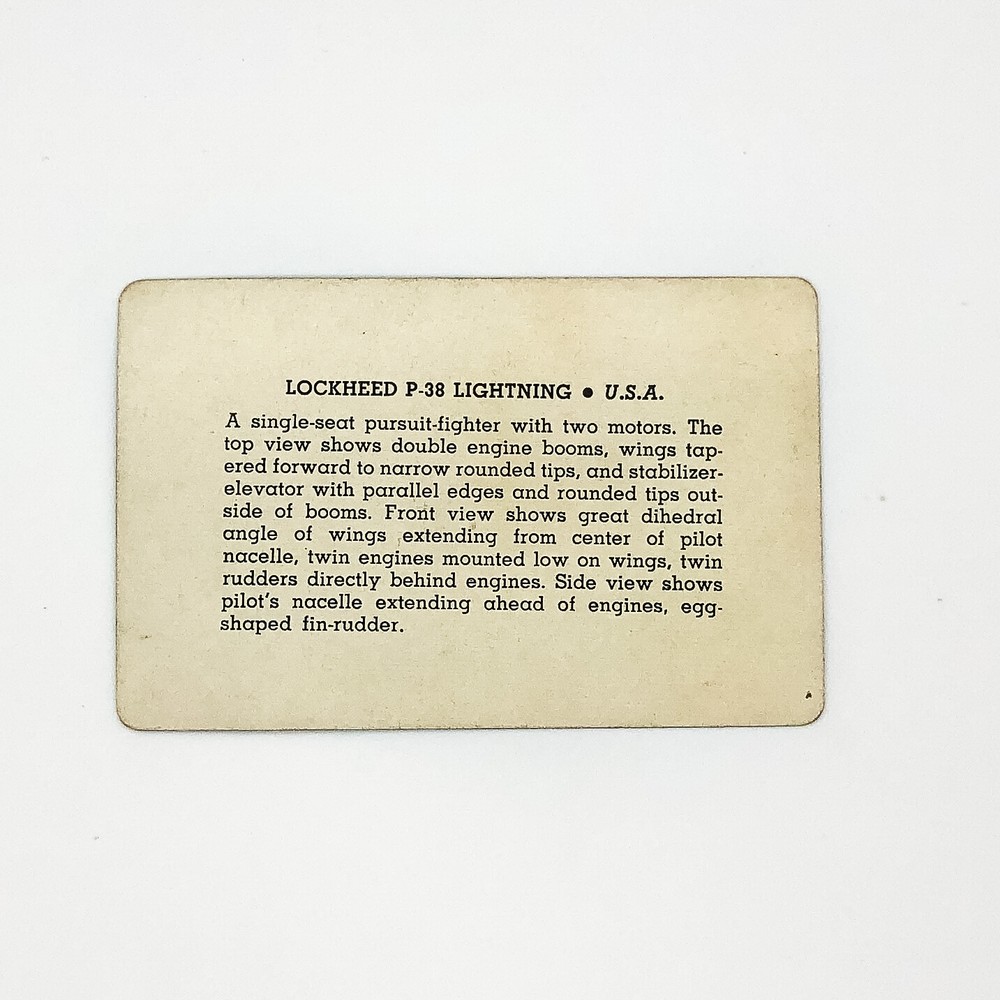 LOCKHEED P-38 LIGHTNING ● U.S.A.
A single-seat pursuit-fighter with two motors. The
top view shows double engine booms, wings tap-
ered forward to narrow rounded tips, and stabilizer-
elevator with parallel edges and rounded tips out-
side of booms. Front view shows great dihedral
angle of wings extending from center of pilot
nacelle, twin engines mounted low on wings, twin
rudders directly behind engines. Side view shows
pilot's nacelle extending ahead of engines, egg-
shaped fin-rudder.